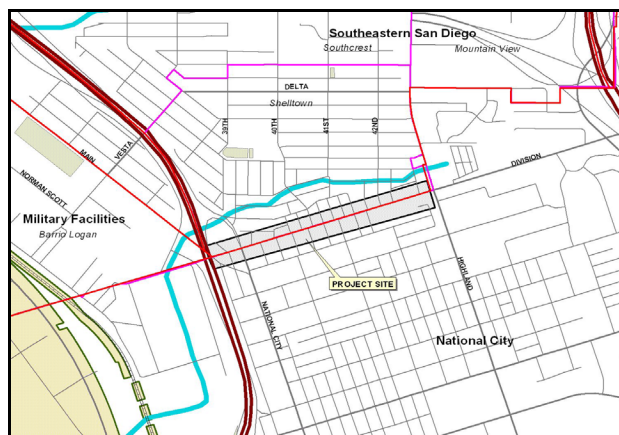 Southeastern San Diego
Southcrest
Mountain View
DELTA
Shelltown
39TH
40TH
41ST
42ND
MAIN
VESTA
DIVISION
NORMAN SCOTT
Military Facilities
Barrio Logan
PROJECT SITE
HIGHLAND
NATIONAL CITY
National City